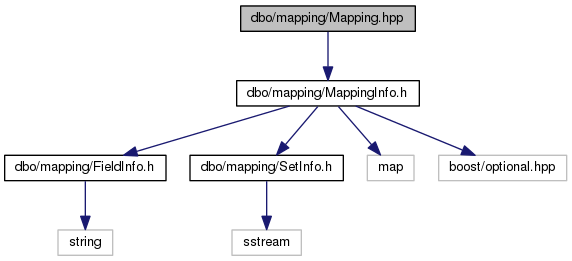 dbo/mapping/Mapping.hpp
dbo/mapping/MappingInfo.h
dbo/mapping/FieldInfo.h
dbo/mapping/SetInfo.h
map
boost/optional.hpp
string
sstream